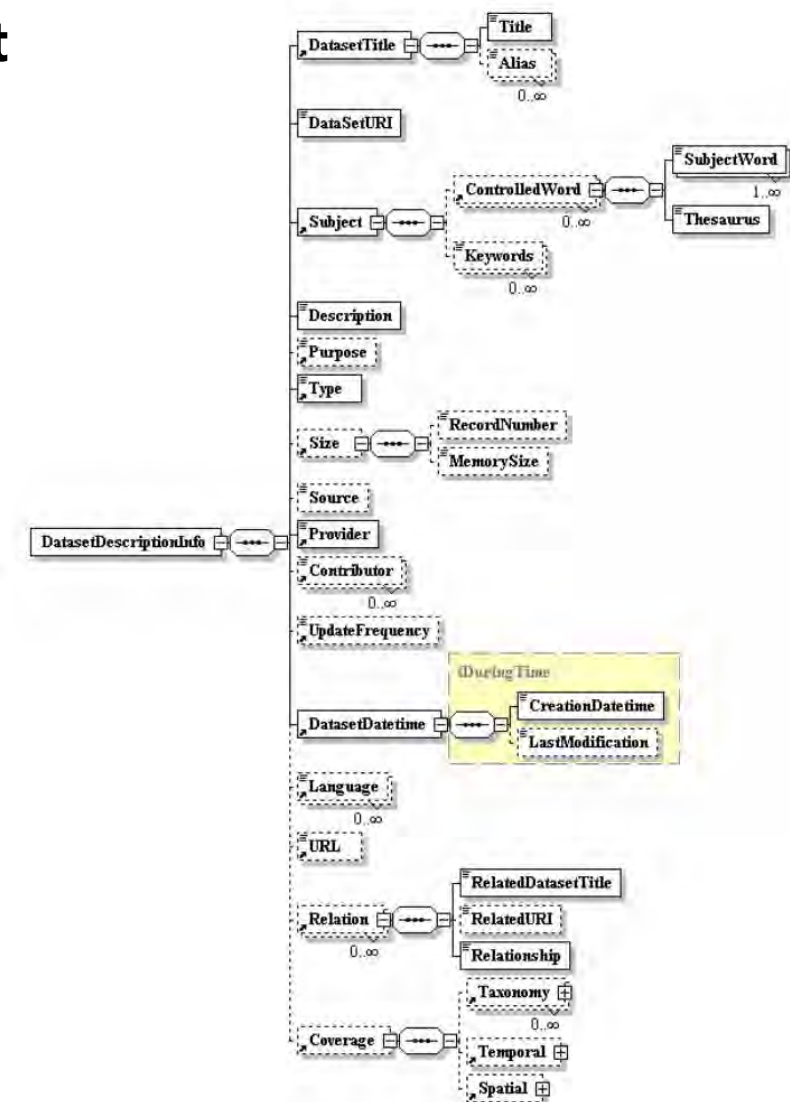 t
Title
DatasetTitle
Alias
0..∞
DataSetURI
SubjectWord
ControlledWord
1..∞
Subject
0..∞
Thesaurus
Keywords
0..∞
Description
Purpose
Type
RecordNumber
Size
MemorySize
Source
DatasetDescriptionInfo
Provider
Contributor
0..∞
UpdateFrequency
tDuringTime
CreationDatetime
DatasetDatetime
LastModification
Language
0..∞
URL
RelatedDatasetTitle
Relation
RelatedURI
0..∞
Relationship
Taxonomy
0..∞
Coverage
Temporal
Spatial